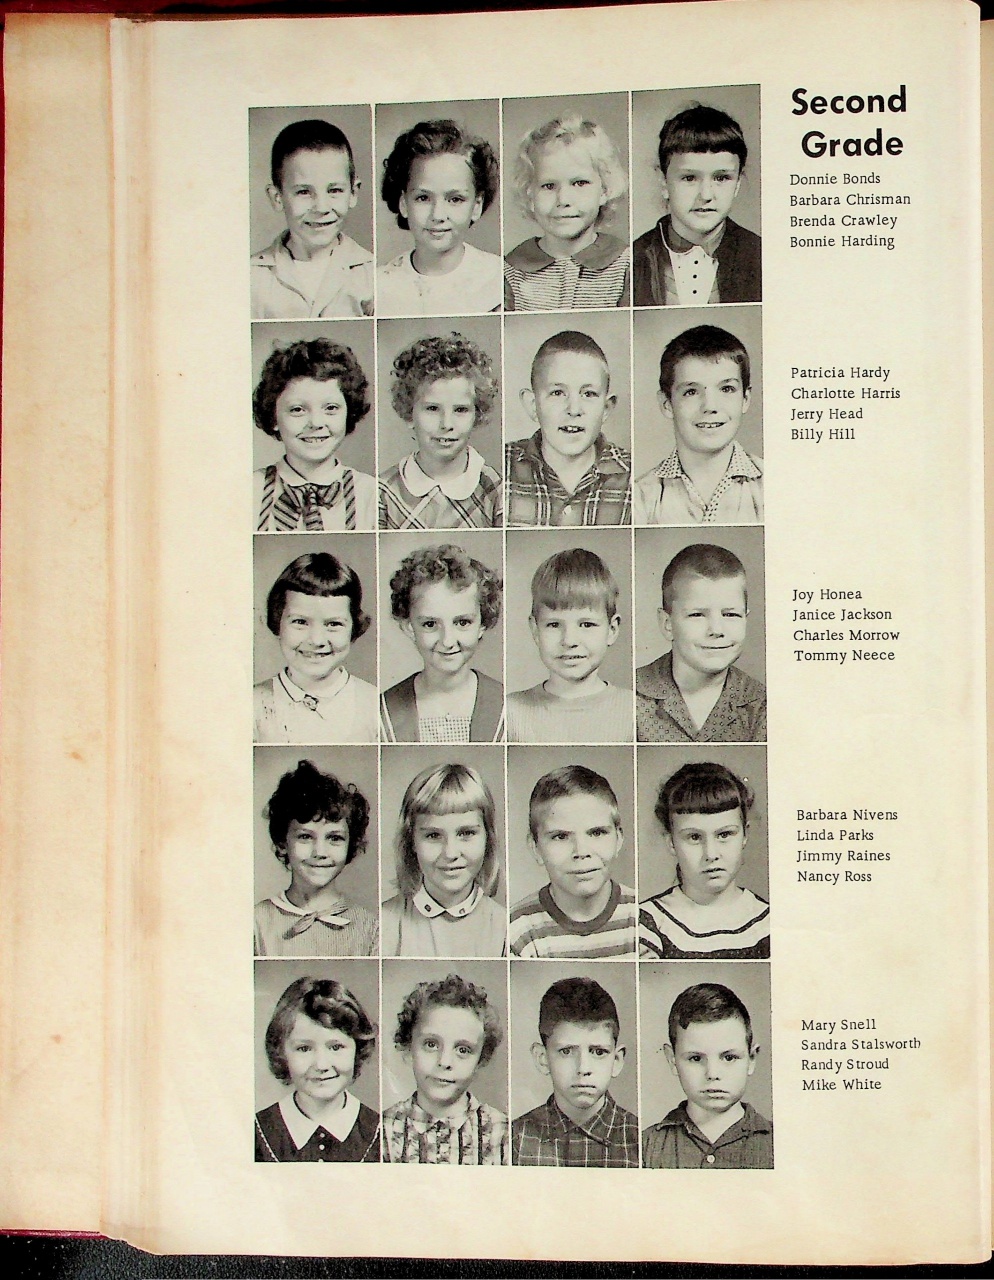 Second
Grade
Donnie Bonds
Barbara Chrisman
Brenda Crawley
Bonnie Harding
Patricia Hardy
Charlotte Harris
Jerry Head
Billy Hill
Joy Honea
Janice Jackson
Charles Morrow
Tommy Neece
Barbara Nivens
Linda Parks
Jimmy Raines
Nancy Ross
Mary Snell
Sandra Stalsworth
Randy Stroud
Mike White